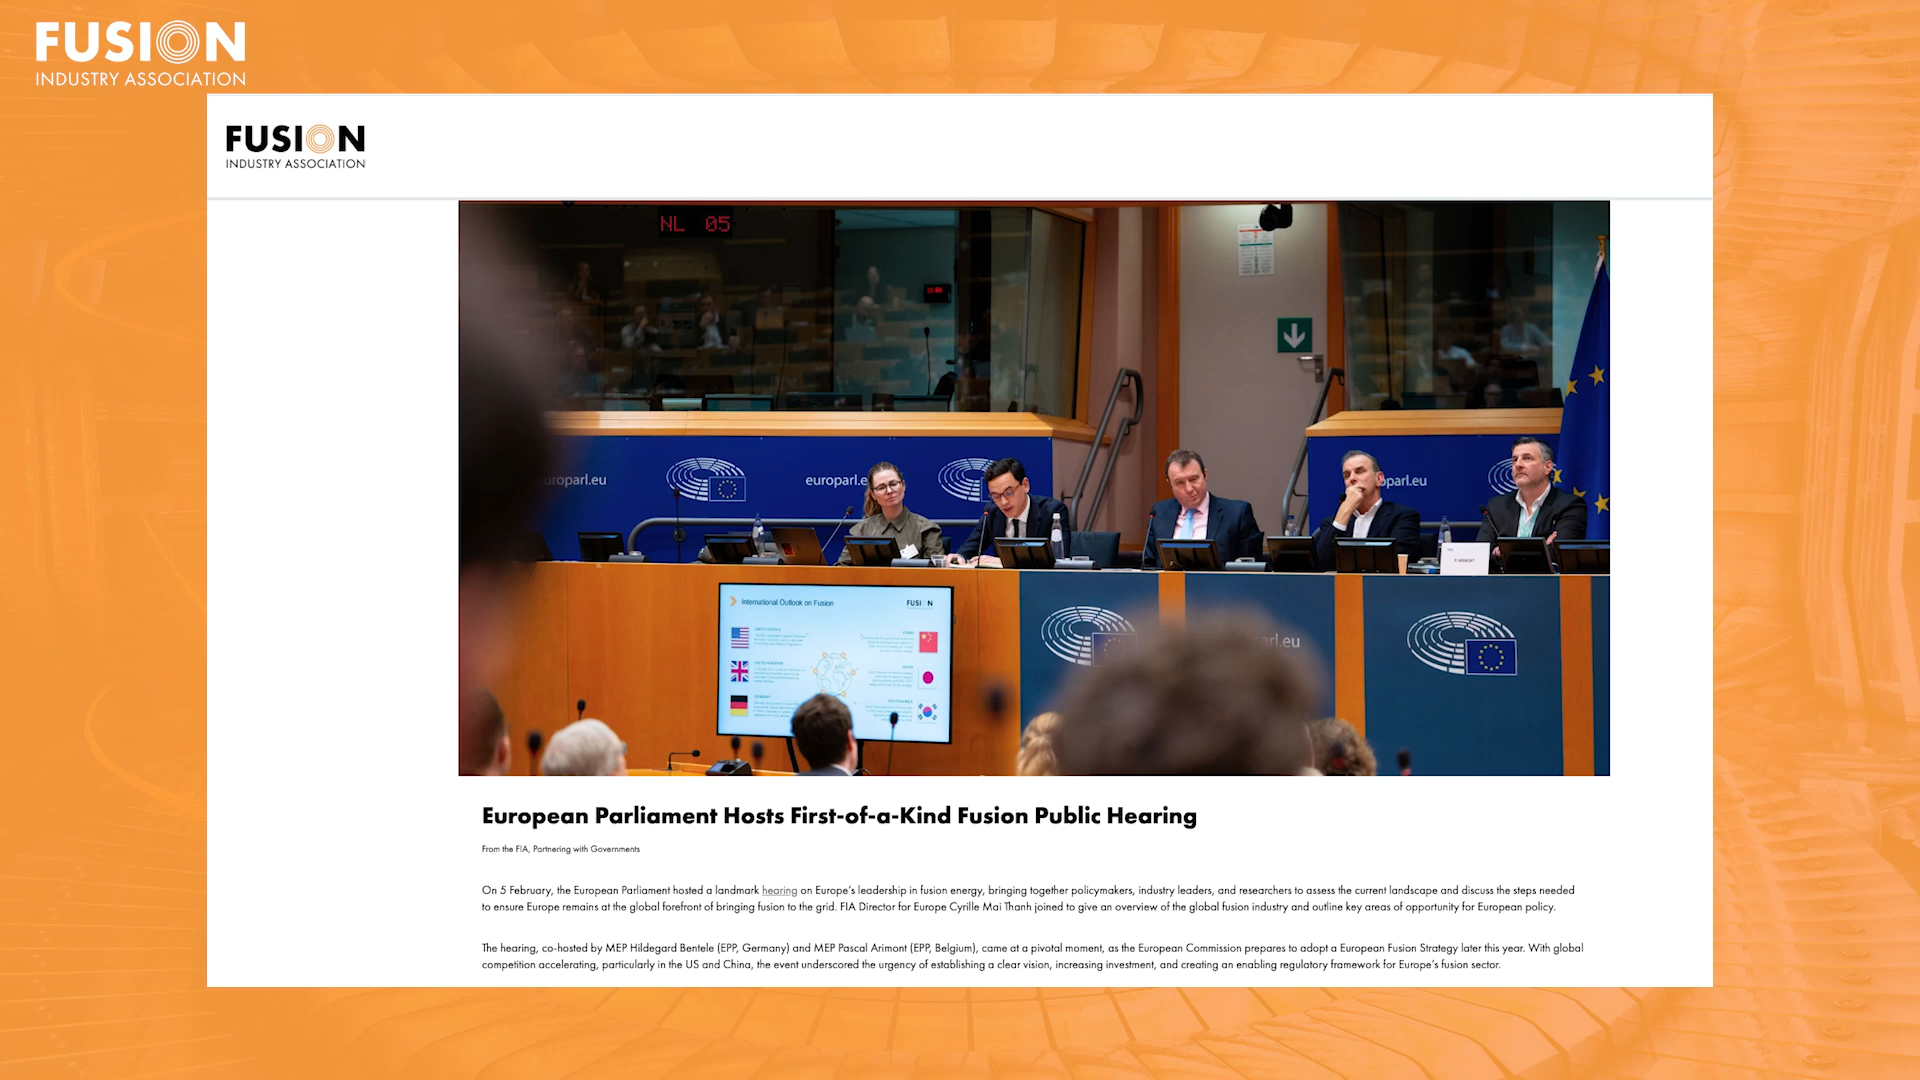 FUSION
INDUSTRY ASSOCIATION
FUSION
INDUSTRY ASSOCIATION
NL 05
europarl.eu
International Outlook on Fusion
FUSION
P. ARIMONT
European Parliament Hosts First-of-a-Kind Fusion Public Hearing
From the FIA, Partnering with Governments
On 5 February, the European Parliament hosted a landmark hearing on Europe's leadership in fusion energy, bringing together policymakers, industry leaders, and researchers to assess the current landscape and discuss the steps needed
to ensure Europe remains at the global forefront of bringing fusion to the grid. FIA Director for Europe Cyrille Mai Thanh joined to give an overview of the global fusion industry and outline key areas of opportunity for European policy.
The hearing, co-hosted by MEP Hildegard Bentele (EPP, Germany) and MEP Pascal Arimont (EPP, Belgium), came at a pivotal moment, as the European Commission prepares to adopt a European Fusion Strategy later this year. With global
competition accelerating, particularly in the US and China, the event underscored the urgency of establishing a clear vision, increasing investment, and creating an enabling regulatory framework for Europe's fusion sector.